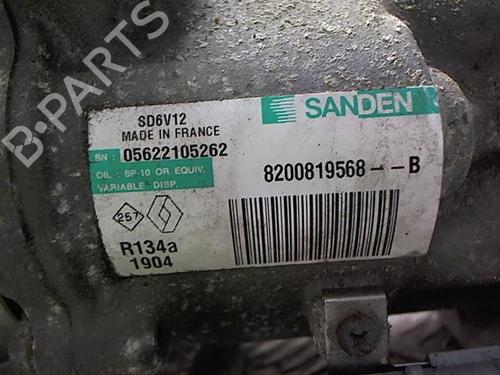 B-PARTS
SD6V12
MADE IN FRANCE
SN : 05622105262
OIL : SP-10 OR EQUIV.
VARIABLE DISP.
257
R134a
1904
SANDEN
8200819568--B